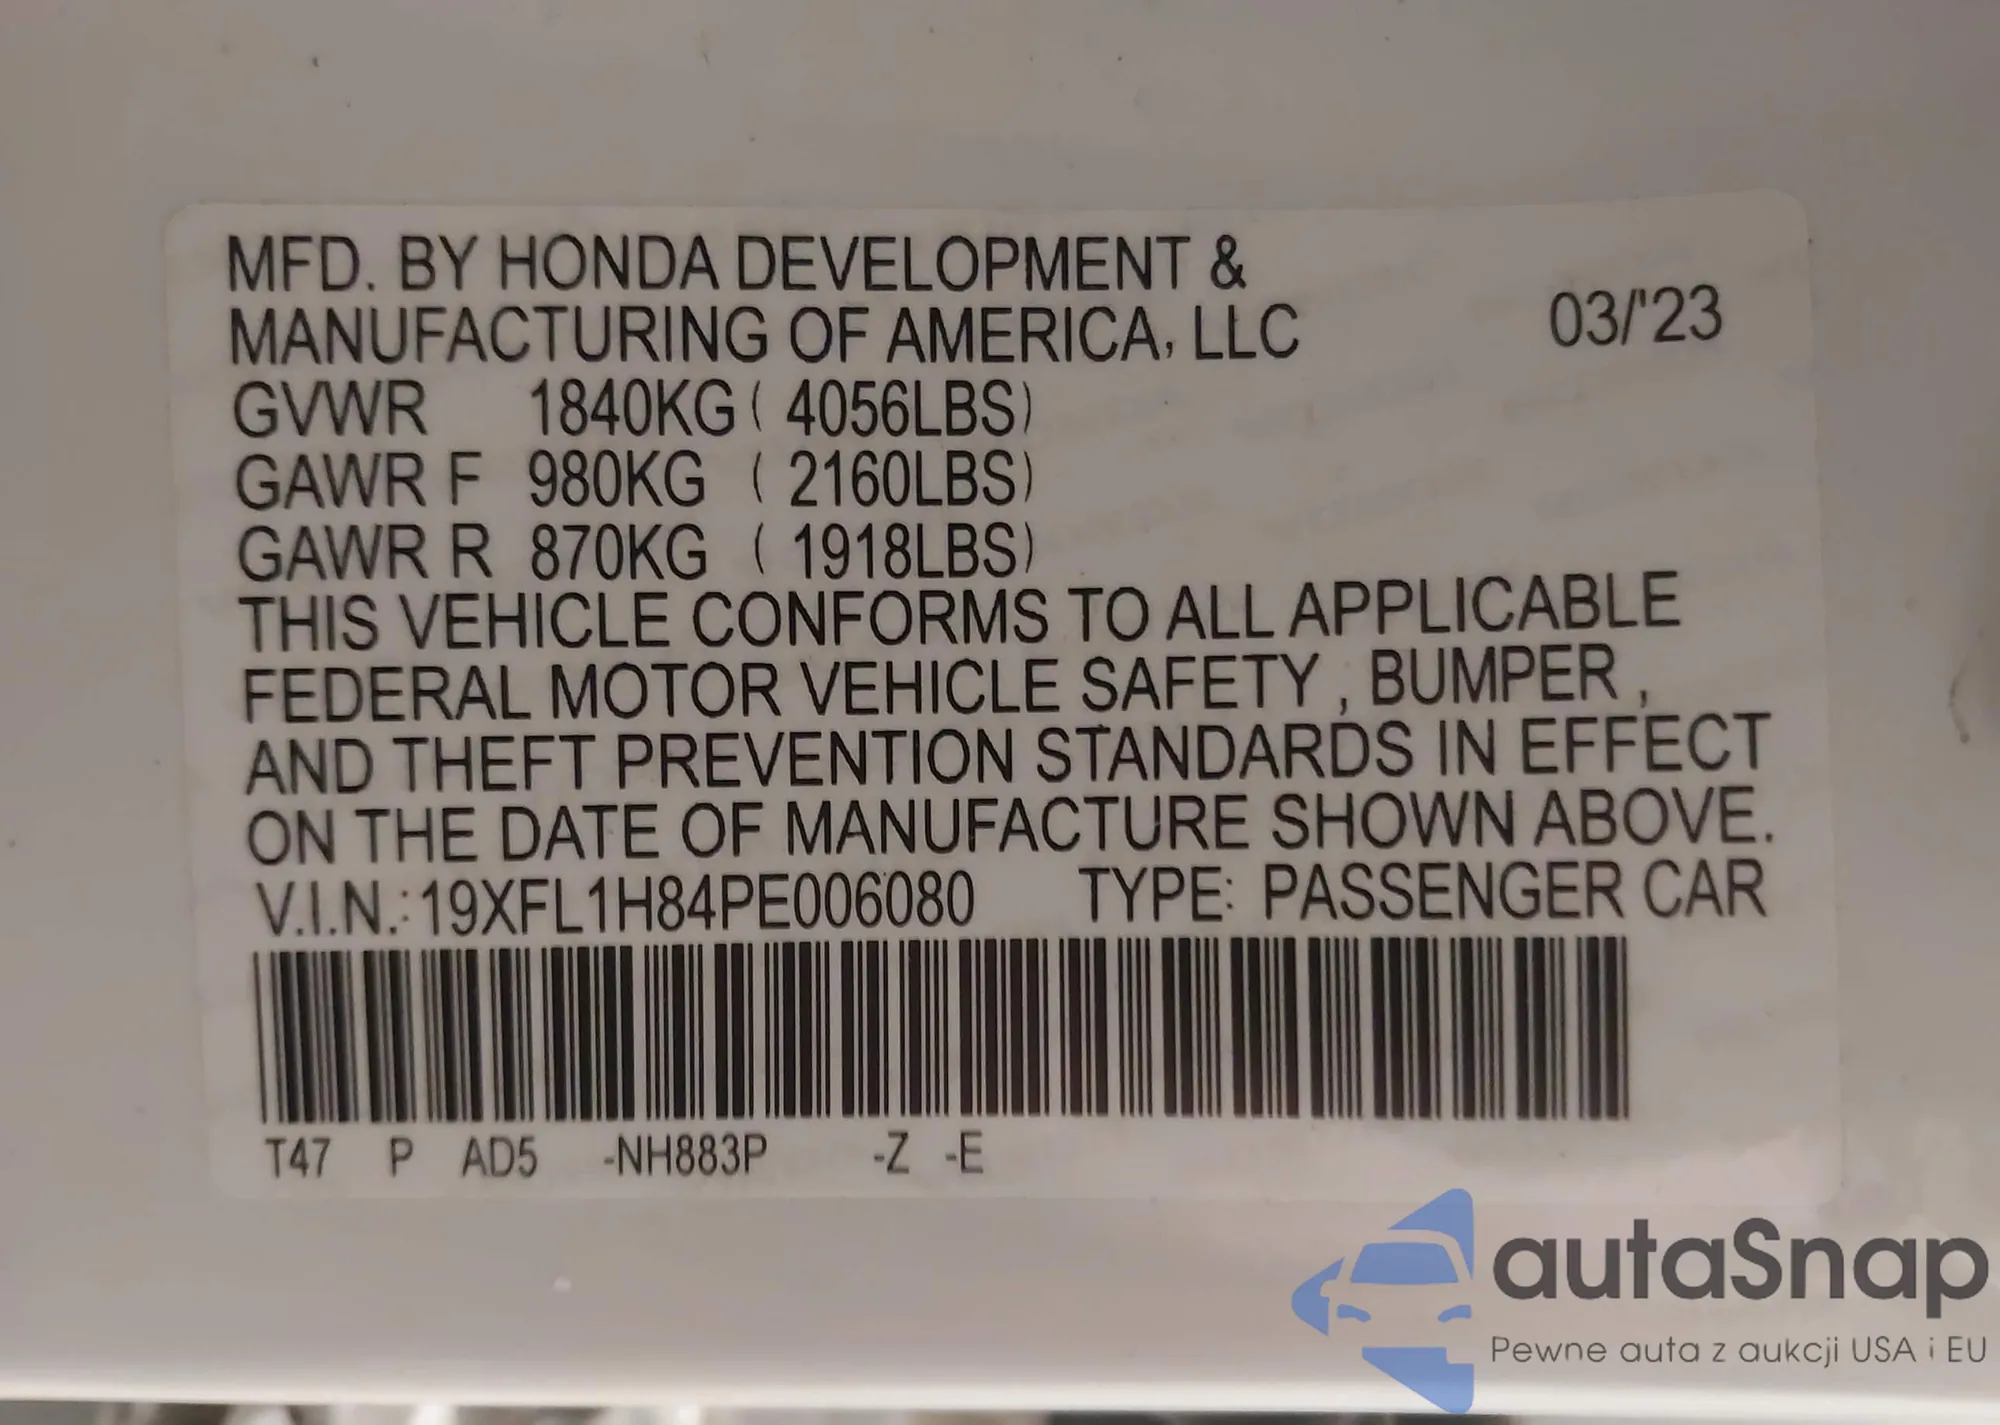 MFD. BY HONDA DEVELOPMENT &
MANUFACTURING OF AMERICA, LLC 03/'23
GVWR 1840KG ( 4056LBS)
GAWR F 980KG ( 2160LBS)
GAWR R 870KG ( 1918LBS)
THIS VEHICLE CONFORMS TO ALL APPLICABLE
FEDERAL MOTOR VEHICLE SAFETY , BUMPER ,
AND THEFT PREVENTION STANDARDS IN EFFECT
ON THE DATE OF MANUFACTURE SHOWN ABOVE.
V.I.N.: 19XFL1H84PE006080 TYPE: PASSENGER CAR
T47 P AD5 -NH883P -Z -E
autaSnap
Pewne auta z aukcji USA i EU